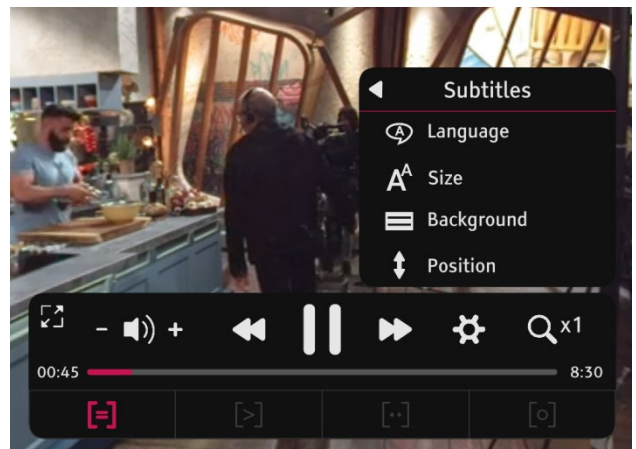 Subtitles
Language
Size
Background
Position
- + x1
00:45 8:30
[=] [>] [··] [o]